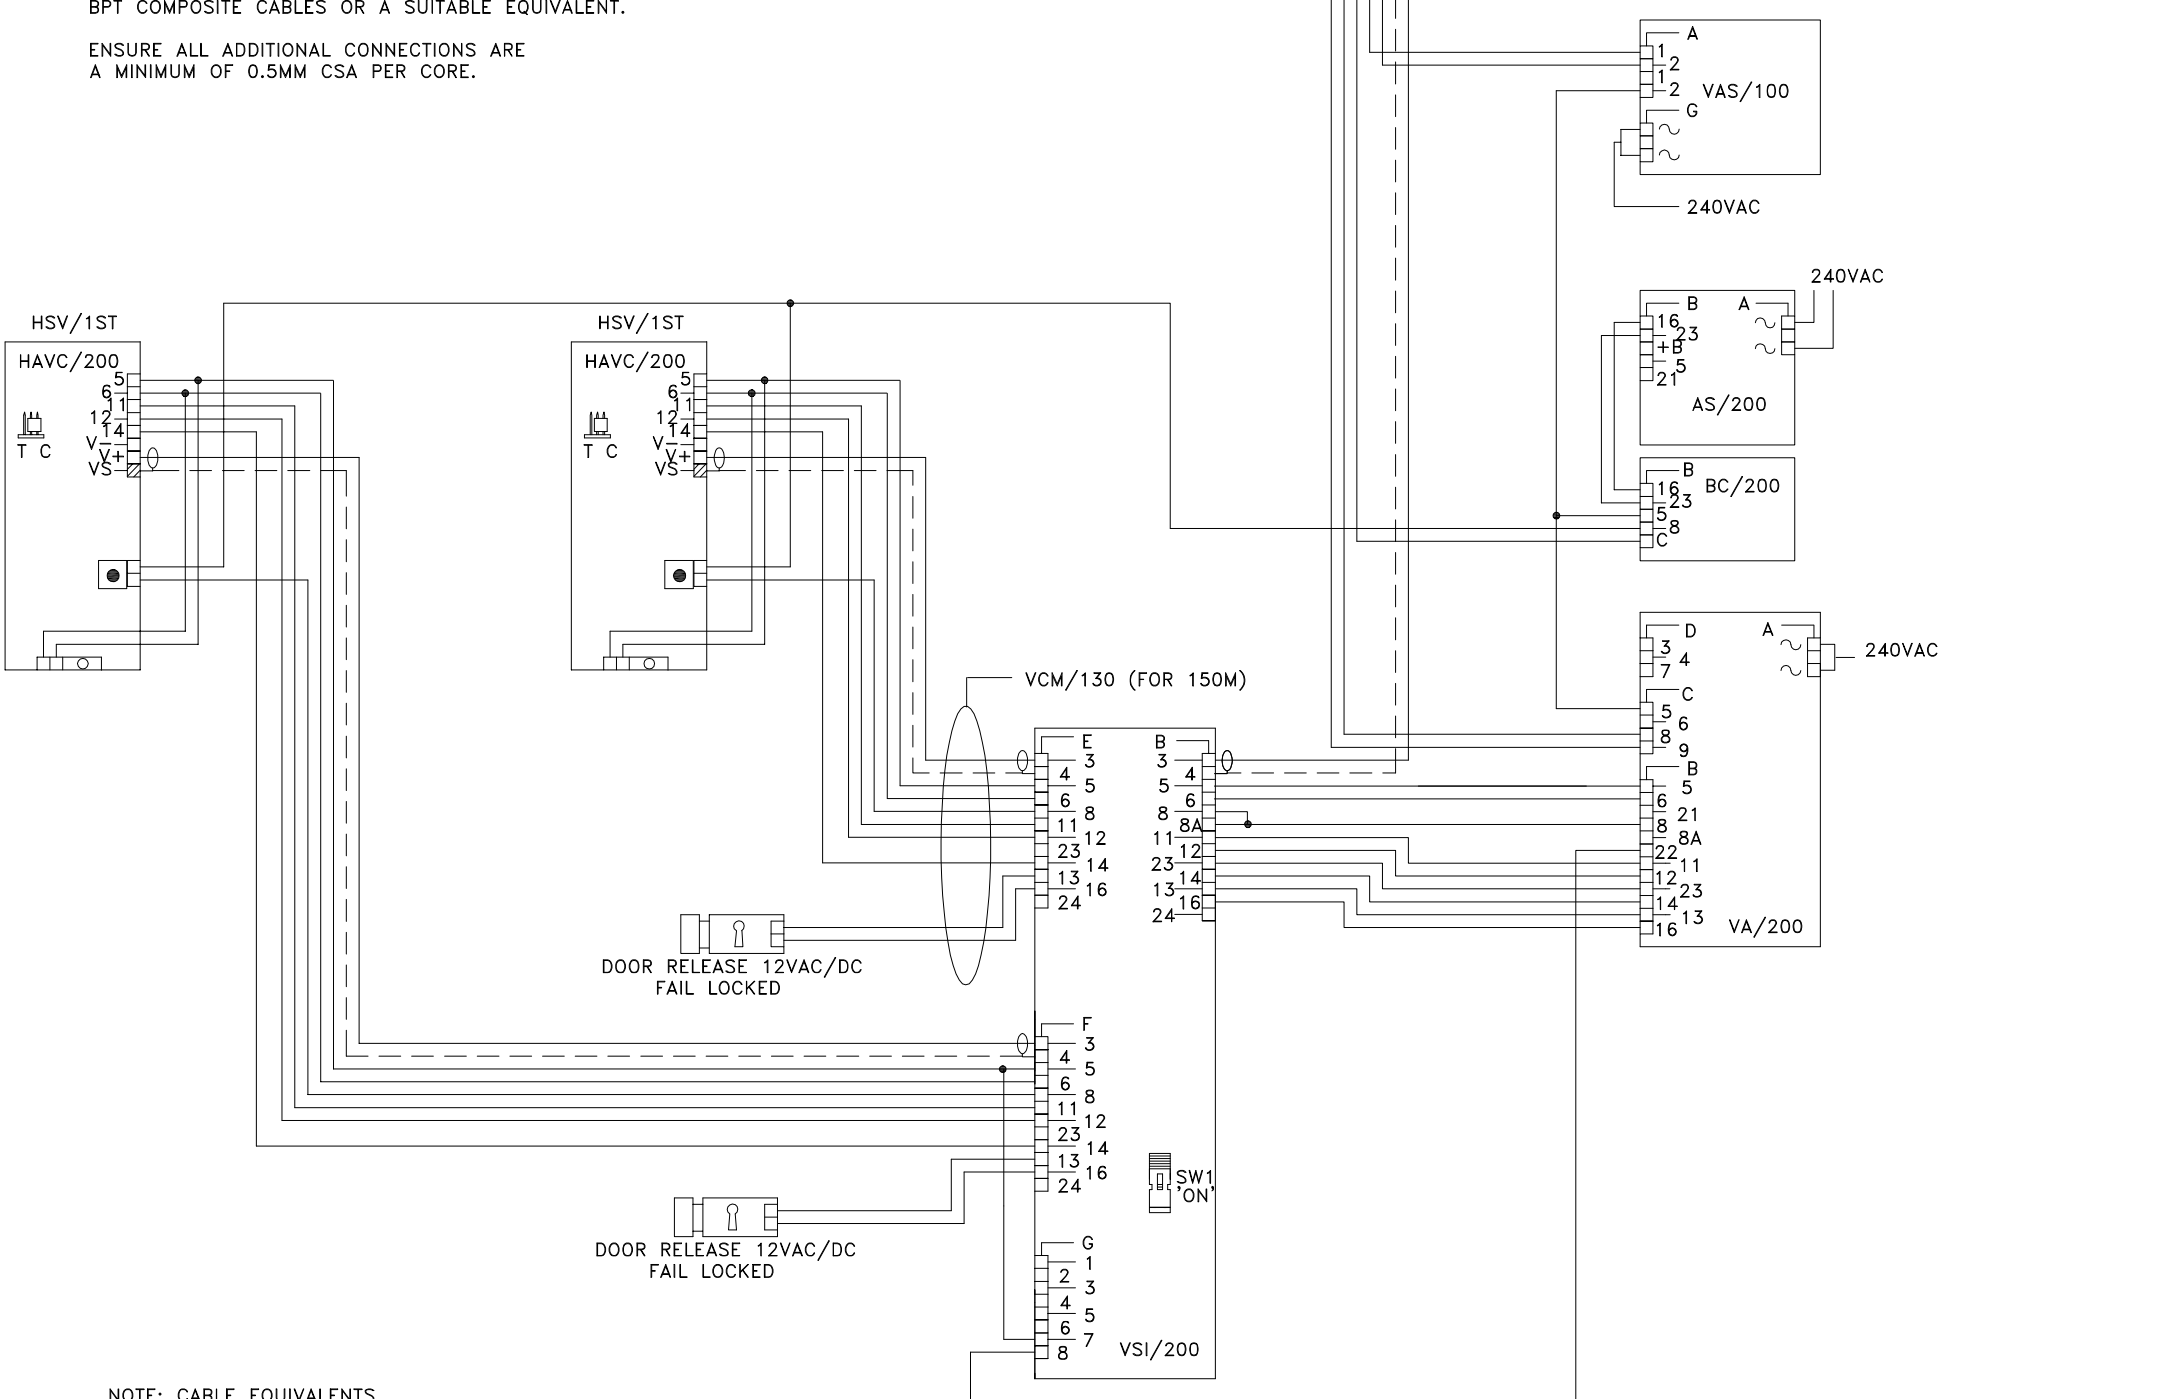 BPT COMPOSITE CABLES OR A SUITABLE EQUIVALENT.
ENSURE ALL ADDITIONAL CONNECTIONS ARE
A MINIMUM OF 0.5MM CSA PER CORE.
A
1
2
1
2
VAS/100
G
240VAC
240VAC
B
A
16
23
+B
5
21
AS/200
B
16
BC/200
23
5
8
C
HSV/1ST
HAVC/200
5
6
11
12
14
V-
V+
VS
T C
HSV/1ST
HAVC/200
5
6
11
12
14
V-
V+
VS
T C
D
A
3
4
7
240VAC
C
5
6
8
9
B
5
6
21
8
8A
22
11
12
23
14
13
16
VA/200
VCM/130 (FOR 150M)
E
3
4
5
6
8
11
12
23
14
13
16
24
B
3
4
5
6
8
8A
11
12
23
14
13
16
24
DOOR RELEASE 12VAC/DC
FAIL LOCKED
F
3
4
5
6
8
11
12
23
14
13
16
24
SW1
'ON'
DOOR RELEASE 12VAC/DC
FAIL LOCKED
G
1
2
3
4
5
6
7
8
VSI/200
NOTE: CABLE EQUIVALENTS